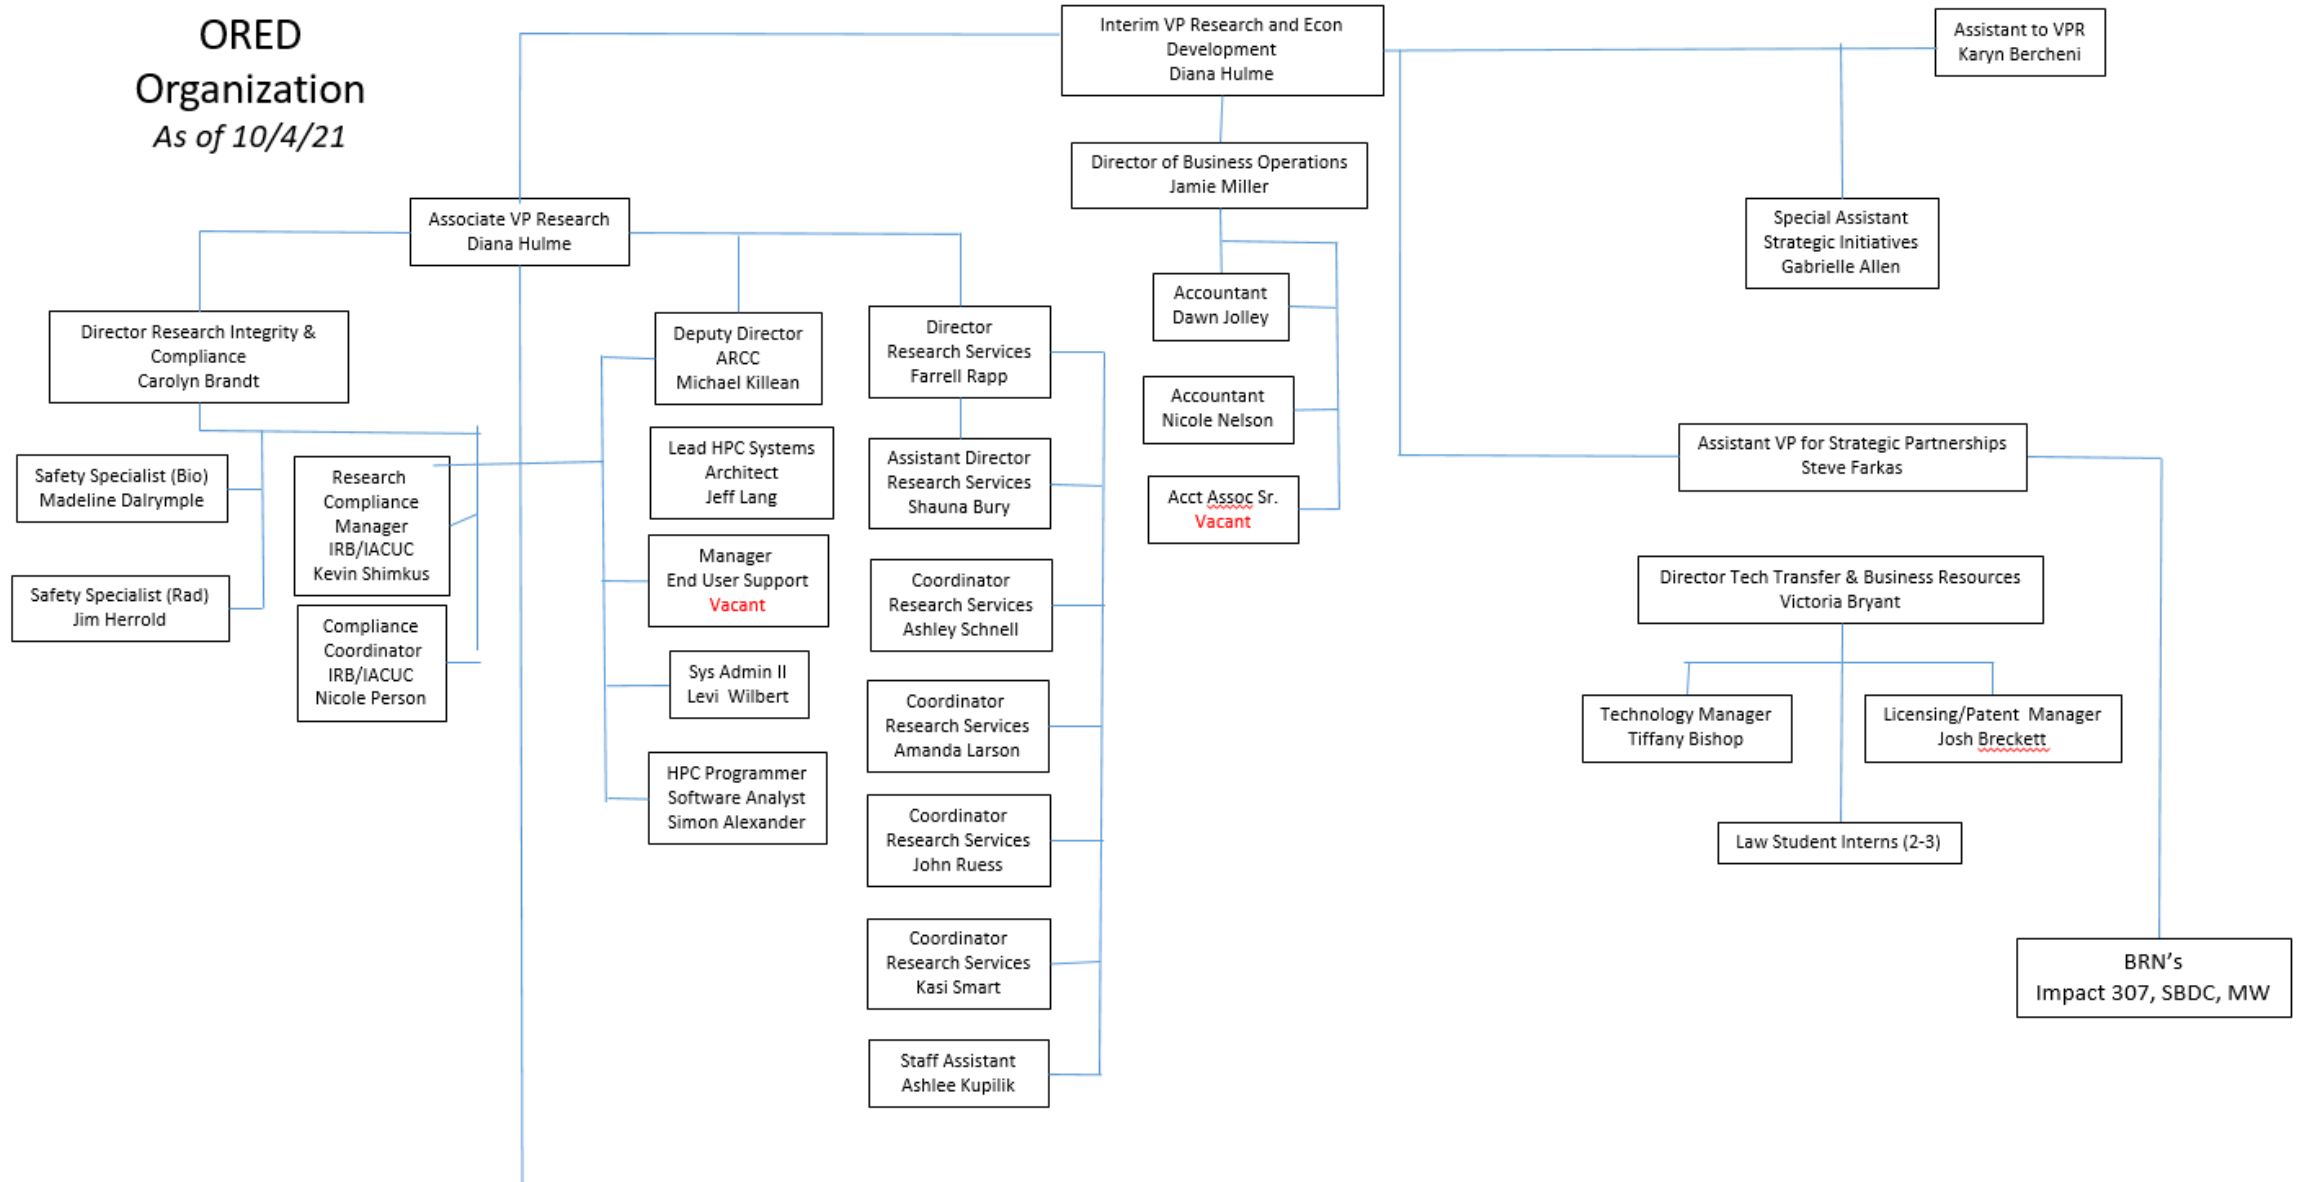 ORED
Organization
As of 10/4/21
Interim VP Research and Econ
Development
Diana Hulme
Assistant to VPR
Karyn Bercheni
Director of Business Operations
Jamie Miller
Associate VP Research
Diana Hulme
Special Assistant
Strategic Initiatives
Gabrielle Allen
Director Research Integrity &
Compliance
Carolyn Brandt
Safety Specialist (Bio)
Madeline Dalrymple
Safety Specialist (Rad)
Jim Herrold
Research
Compliance
Manager
IRB/IACUC
Kevin Shimkus
Compliance
Coordinator
IRB/IACUC
Nicole Person
Deputy Director
ARCC
Michael Killean
Lead HPC Systems
Architect
Jeff Lang
Manager
End User Support
Vacant
Sys Admin II
Levi  Wilbert
HPC Programmer
Software Analyst
Simon Alexander
Director
Research Services
Farrell Rapp
Assistant Director
Research Services
Shauna Bury
Coordinator
Research Services
Ashley Schnell
Coordinator
Research Services
Amanda Larson
Coordinator
Research Services
John Ruess
Coordinator
Research Services
Kasi Smart
Staff Assistant
Ashlee Kupilik
Accountant
Dawn Jolley
Accountant
Nicole Nelson
Acct Assoc Sr.
Vacant
Assistant VP for Strategic Partnerships
Steve Farkas
Director Tech Transfer & Business Resources
Victoria Bryant
Technology Manager
Tiffany Bishop
Licensing/Patent  Manager
Josh Breckett
Law Student Interns (2-3)
BRN’s
Impact 307, SBDC, MW